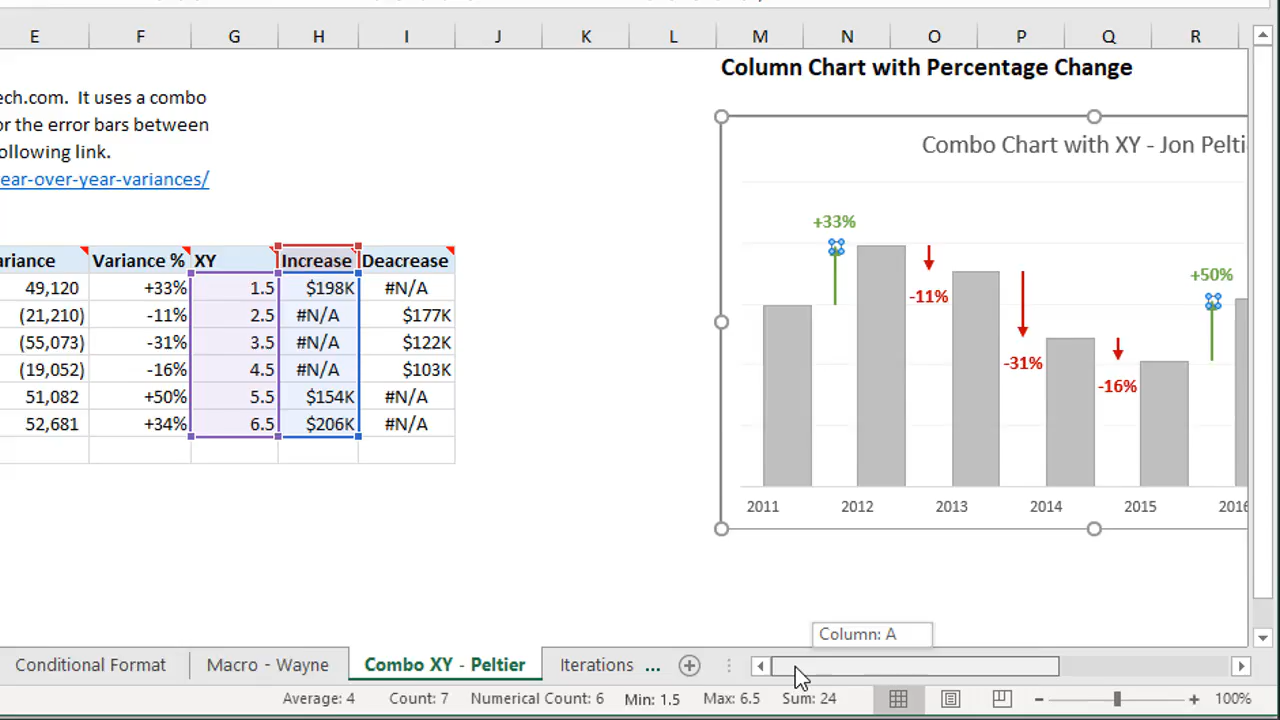 E F G H I J K L M N O P Q R
Column Chart with Percentage Change
ech.com. It uses a combo
or the error bars between
ollowing link.
ear-over-year-variances/
ariance Variance % XY Increase Deacrease
49,120 +33% 1.5 $198K #N/A
(21,210) -11% 2.5 #N/A $177K
(55,073) -31% 3.5 #N/A $122K
(19,052) -16% 4.5 #N/A $103K
51,082 +50% 5.5 $154K #N/A
52,681 +34% 6.5 $206K #N/A
Combo Chart with XY - Jon Pelti
+33%
+50%
-11%
-31%
-16%
2011 2012 2013 2014 2015 2016
Column: A
Conditional Format Macro - Wayne Combo XY - Peltier Iterations ...
Average: 4 Count: 7 Numerical Count: 6 Min: 1.5 Max: 6.5 Sum: 24 100%